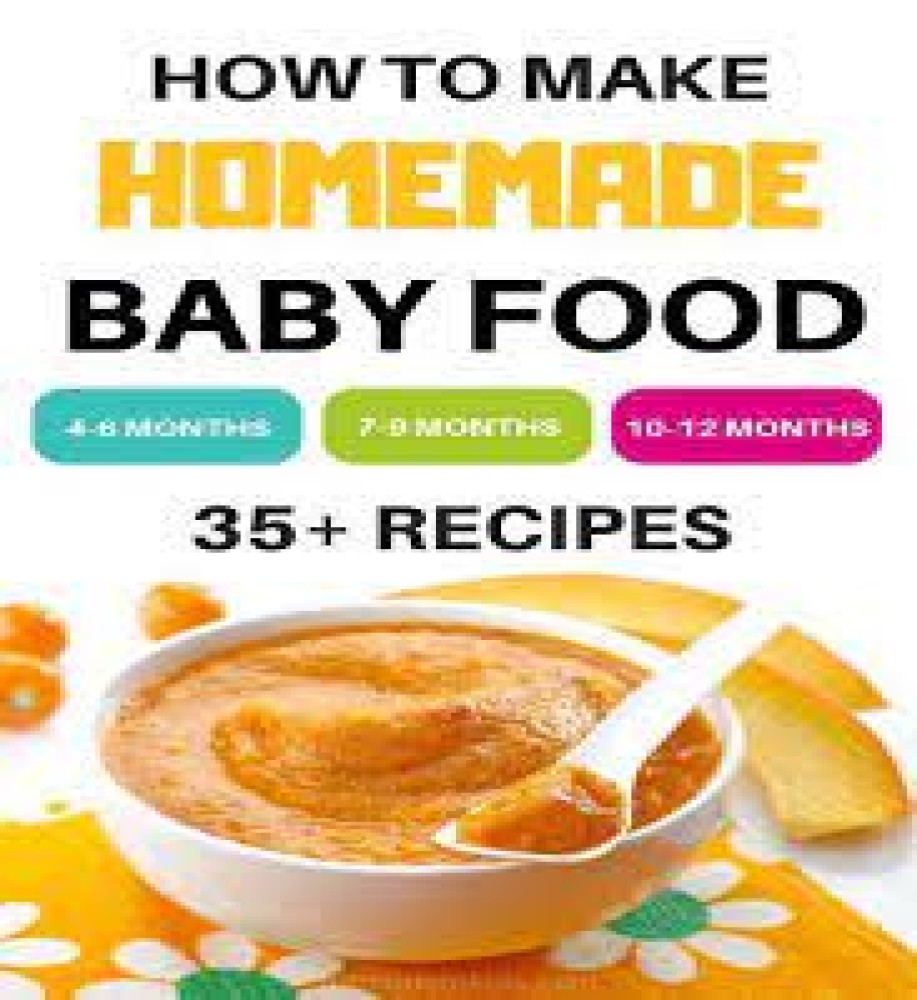 HOW TO MAKE
HOMEMADE
BABY FOOD
4-6 MONTHS 7-9 MONTHS 10-12 MONTHS
35+ RECIPES